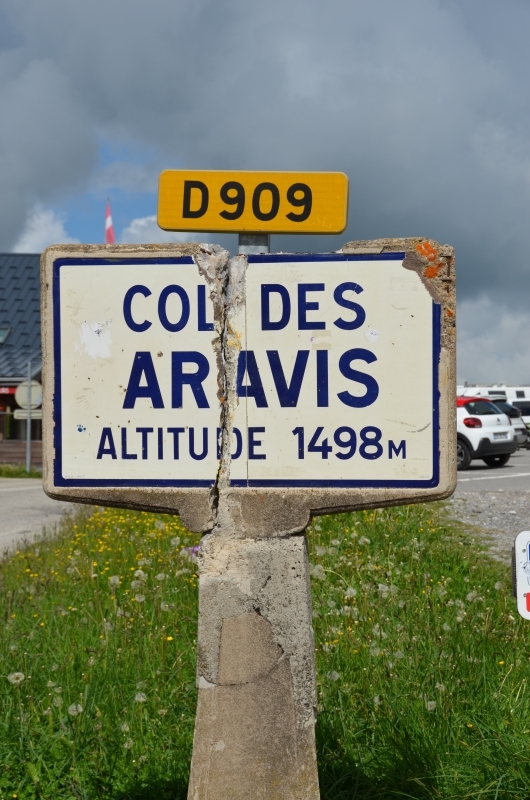 D909
COL DES
ARAVIS
ALTITUDE 1498M